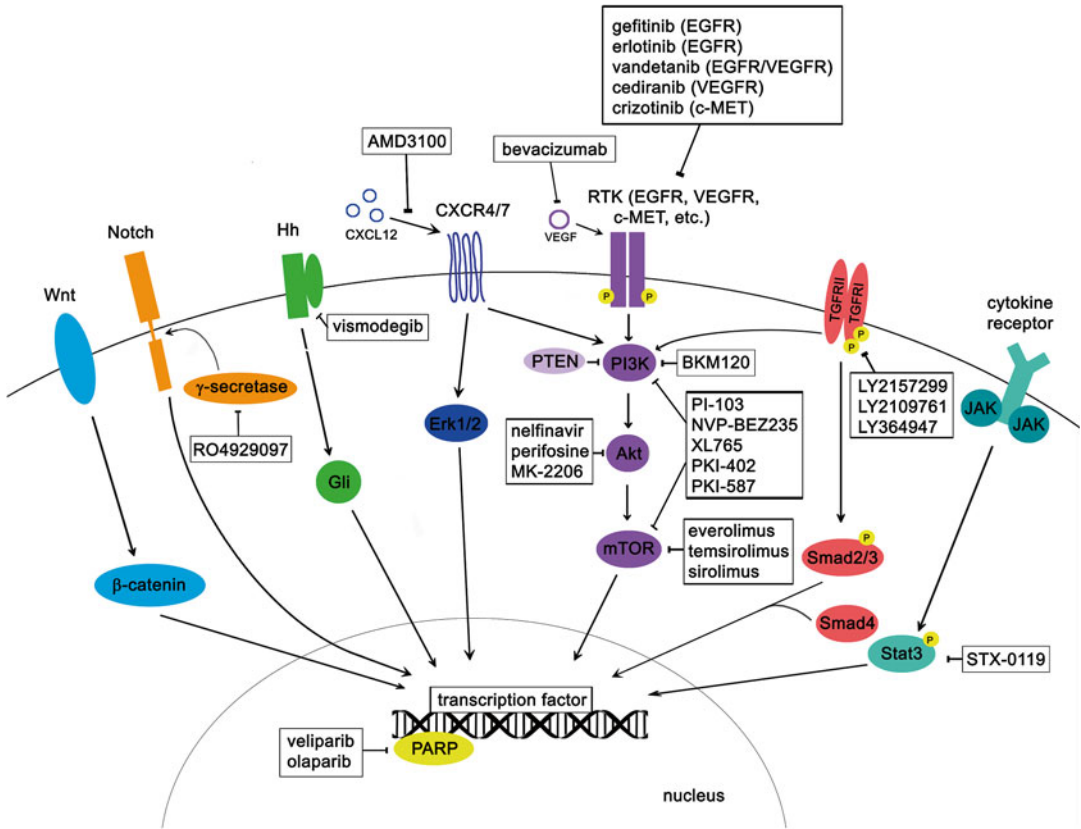 gefitinib (EGFR)
erlotinib (EGFR)
vandetanib (EGFR/VEGFR)
cediranib (VEGFR)
crizotinib (c-MET)
AMD3100
bevacizumab
RTK (EGFR, VEGFR,
c-MET, etc.)
CXCR4/7
CXCL12
VEGF
Notch
Hh
Wnt
P
P
TGFRII
TGFRI
P
P
cytokine
receptor
vismodegib
γ-secretase
RO4929097
PTEN
PI3K
BKM120
LY2157299
LY2109761
LY364947
JAK
JAK
PI-103
NVP-BEZ235
XL765
PKI-402
PKI-587
Erk1/2
nelfinavir
perifosine
MK-2206
Akt
Gli
mTOR
everolimus
temsirolimus
sirolimus
P
Smad2/3
β-catenin
Smad4
P
Stat3
STX-0119
transcription factor
PARP
veliparib
olaparib
nucleus